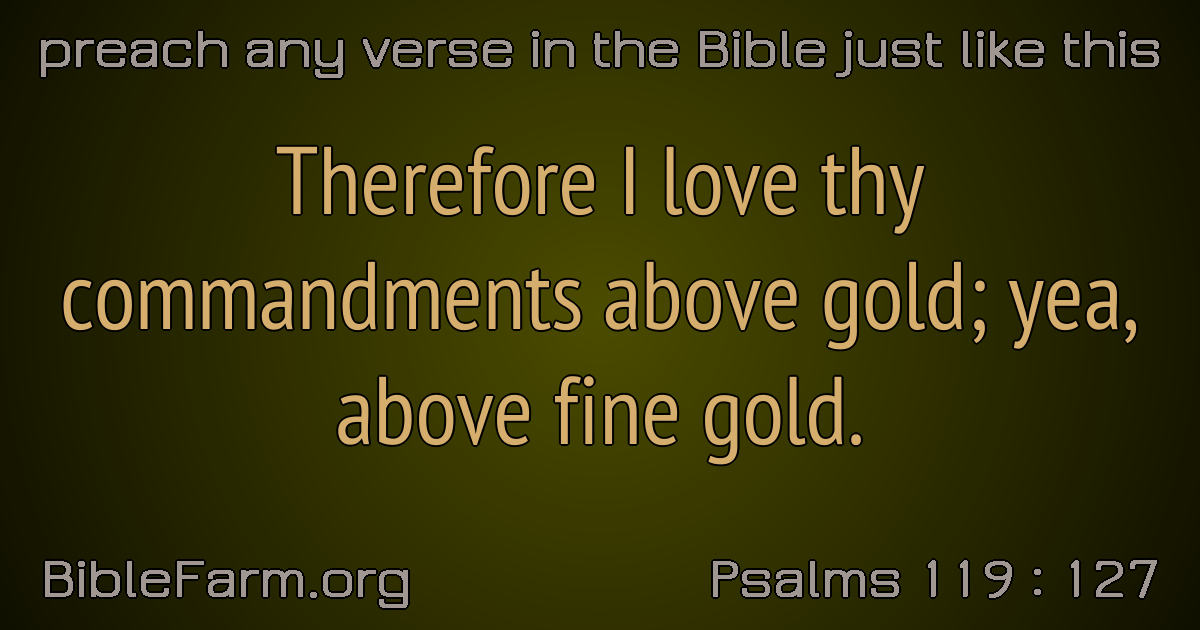 preach any verse in the Bible just like this
Therefore I love thy
commandments above gold; yea,
above fine gold.
BibleFarm.org
Psalms 119 : 127